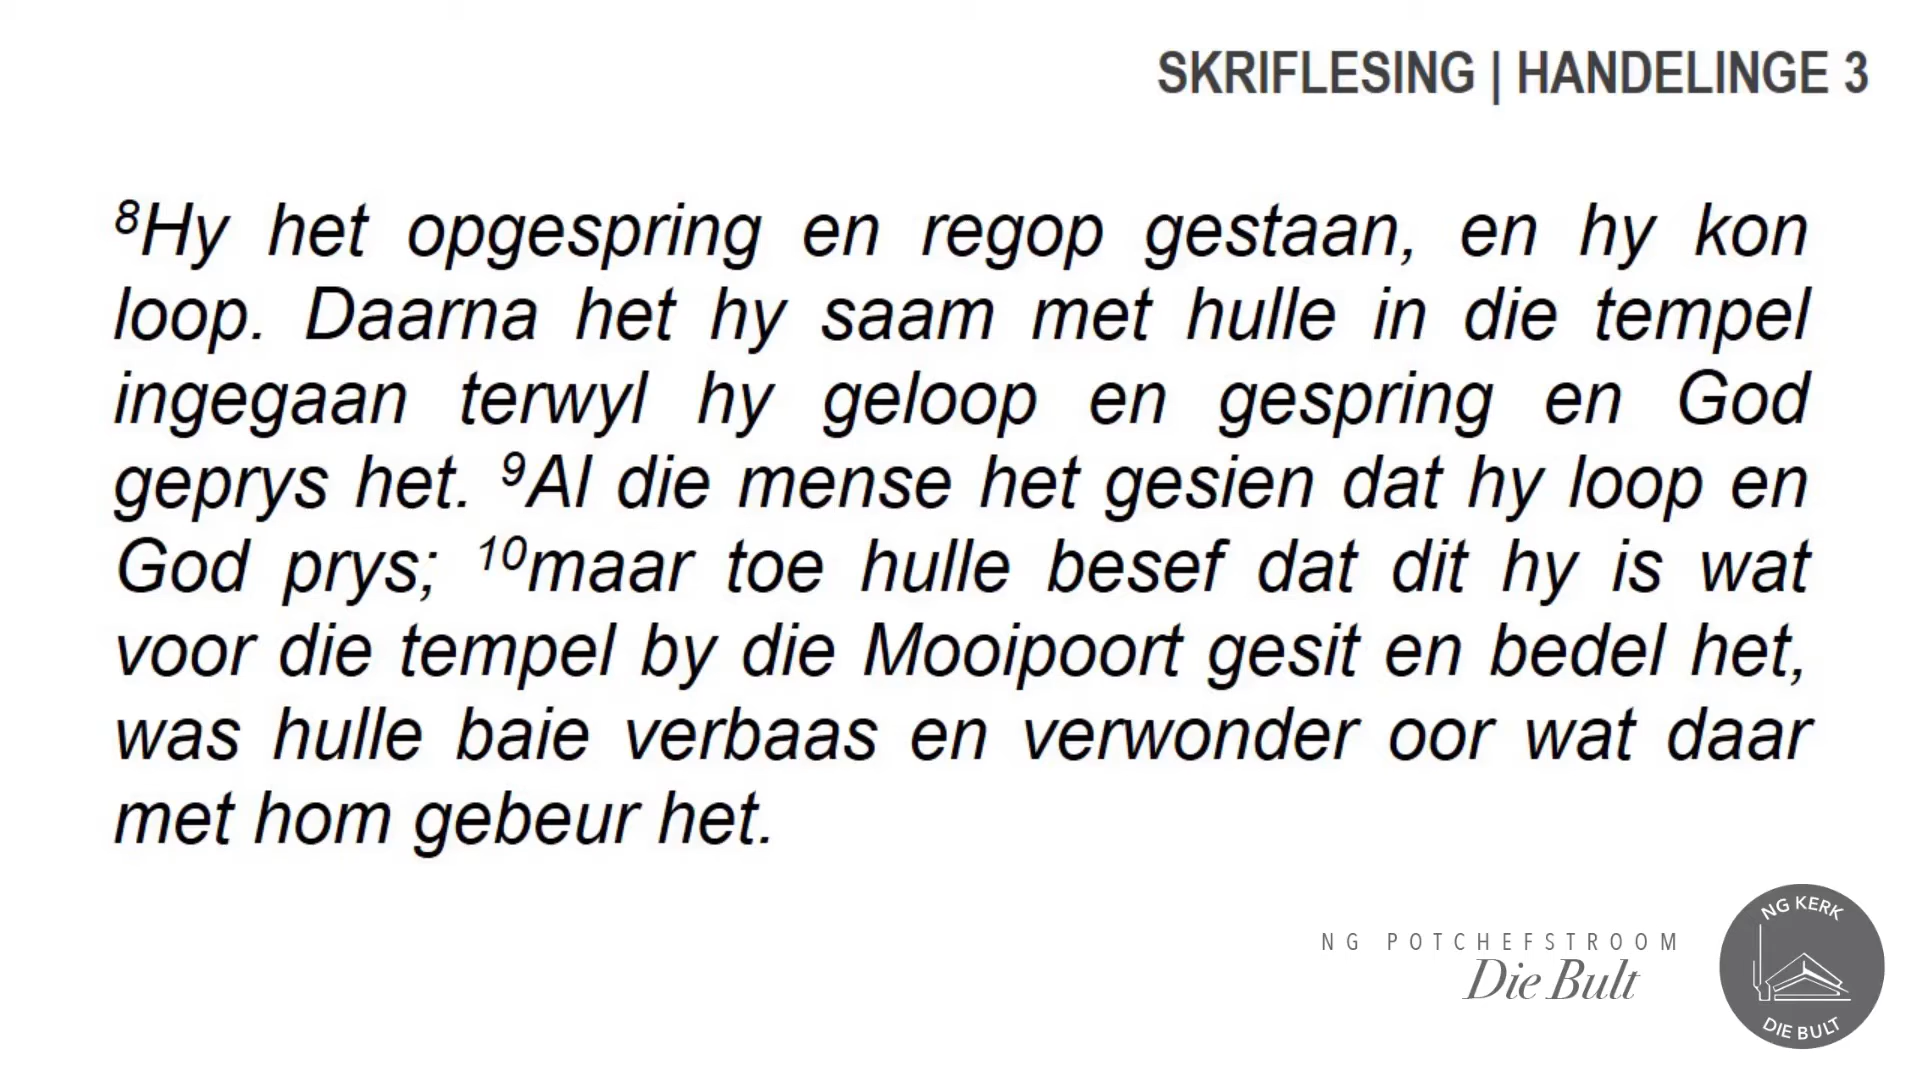 SKRIFLESING | HANDELINGE 3
⁸Hy het opgespring en regop gestaan, en hy kon
loop. Daarna het hy saam met hulle in die tempel
ingegaan terwyl hy geloop en gespring en God
geprys het. ⁹Al die mense het gesien dat hy loop en
God prys; ¹⁰maar toe hulle besef dat dit hy is wat
voor die tempel by die Mooipoort gesit en bedel het,
was hulle baie verbaas en verwonder oor wat daar
met hom gebeur het.
NG POTCHEFSTROOM
Die Bult
NG KERK
DIE BULT